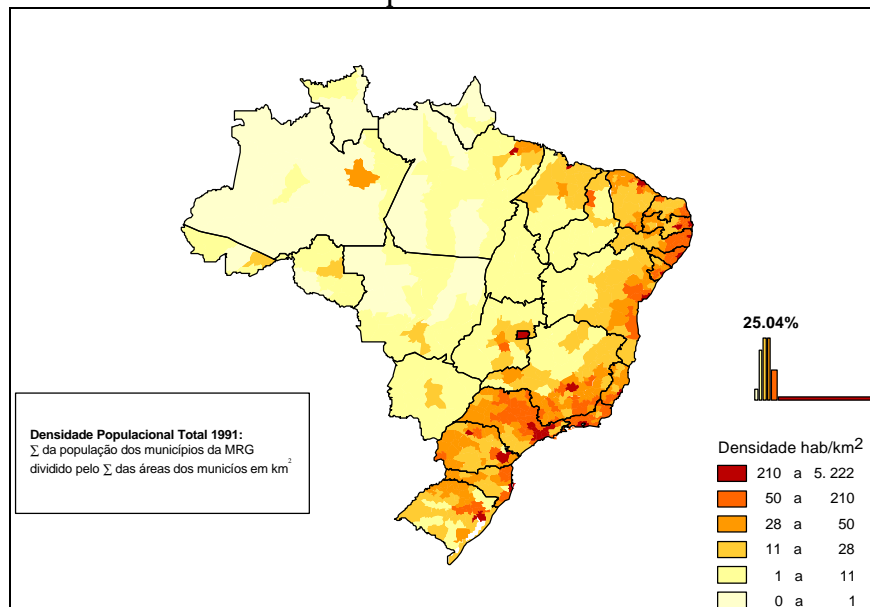 25.04%
Densidade Populacional Total 1991:
∑ da população dos municípios da MRG
dividido pelo ∑ das áreas dos municíos em km²
Densidade hab/km²
210 a 5. 222
50 a 210
28 a 50
11 a 28
1 a 11
0 a 1